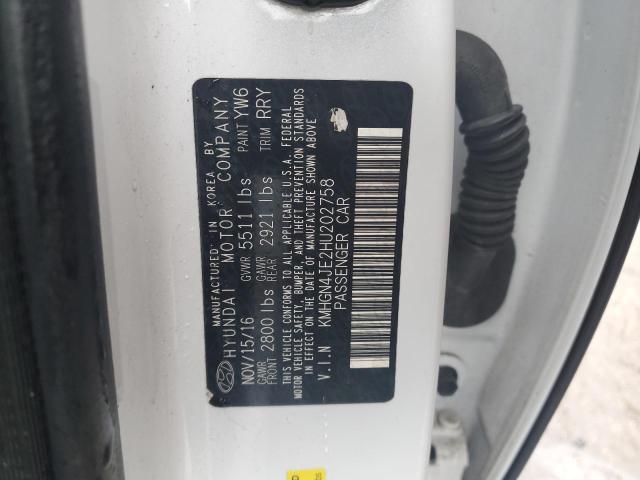 MANUFACTURED IN KOREA BY
HYUNDAI MOTOR COMPANY
NOV/15/16 GVWR 5511 lbs PAINT YW6
GAWR FRONT 2800 lbs GAWR REAR 2921 lbs TRIM RRY
THIS VEHICLE CONFORMS TO ALL APPLICABLE U.S.A. FEDERAL
MOTOR VEHICLE SAFETY, BUMPER, AND THEFT PREVENTION STANDARDS
IN EFFECT ON THE DATE OF MANUFACTURE SHOWN ABOVE
V.I.N KMHGN4JE2HU202758
PASSENGER CAR